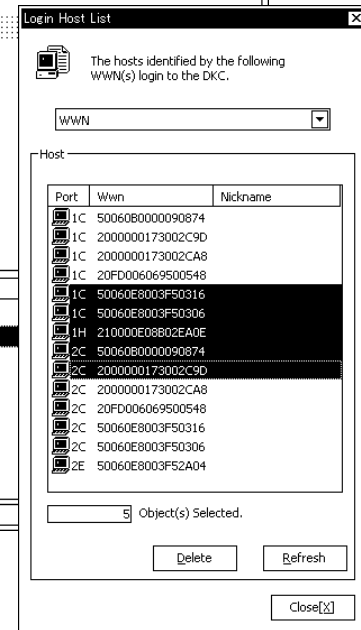 Login Host List
The hosts identified by the following
WWN(s) login to the DKC.
WWN
Host
Port Wwn Nickname
1C 50060B0000090874
1C 2000000173002C9D
1C 2000000173002CA8
1C 20FD006069500548
1C 50060E8003F50316
1C 50060E8003F50306
1H 210000E08B02EA0E
2C 50060B0000090874
2C 2000000173002C9D
2C 2000000173002CA8
2C 20FD006069500548
2C 50060E8003F50316
2C 50060E8003F50306
2E 50060E8003F52A04
5 Object(s) Selected.
Delete Refresh
Close[X]